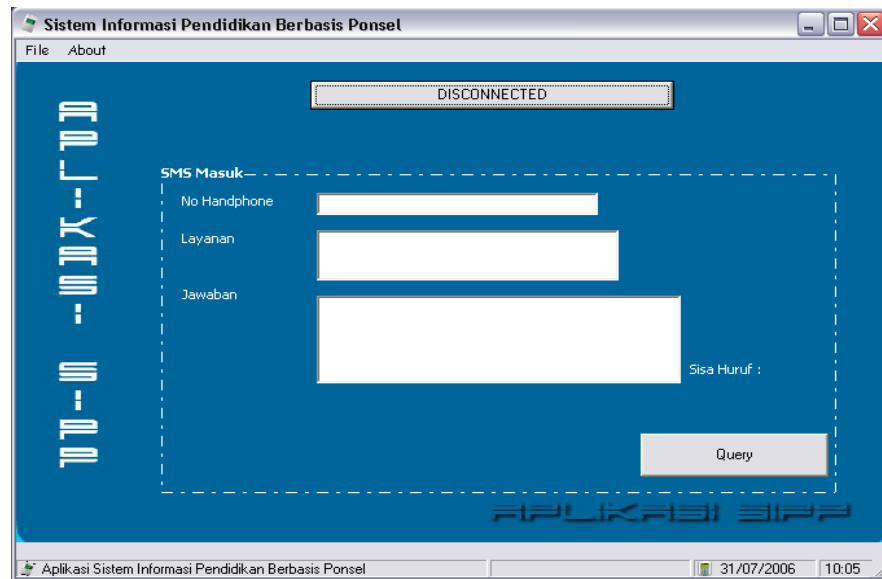 Sistem Informasi Pendidikan Berbasis Ponsel
File About
DISCONNECTED
APLIKASI SIPP
SMS Masuk
No Handphone
Layanan
Jawaban
Sisa Huruf :
Query
APLIKASI SIPP
Aplikasi Sistem Informasi Pendidikan Berbasis Ponsel 31/07/2006 10:05